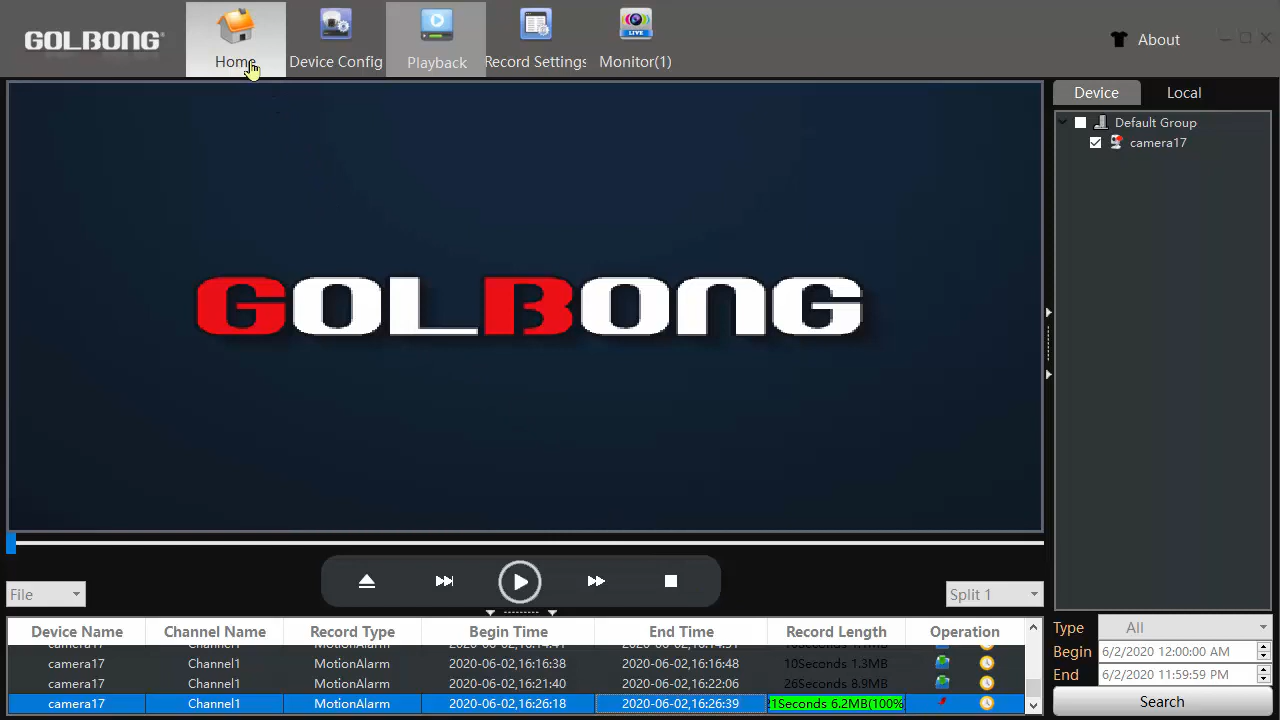 GOLBONG®
Home
Device Config
Playback
Record Settings
Monitor(1)
About
Device
Local
Default Group
camera17
GOLBONG
File
Split 1
Device Name Channel Name Record Type Begin Time End Time Record Length Operation
camera17 Channel1 MotionAlarm 2020-06-02,16:16:38 2020-06-02,16:16:48 10Seconds 1.3MB
camera17 Channel1 MotionAlarm 2020-06-02,16:21:40 2020-06-02,16:22:06 26Seconds 8.9MB
camera17 Channel1 MotionAlarm 2020-06-02,16:26:18 2020-06-02,16:26:39 21Seconds 6.2MB(100%
Type All
Begin 6/2/2020 12:00:00 AM
End 6/2/2020 11:59:59 PM
Search